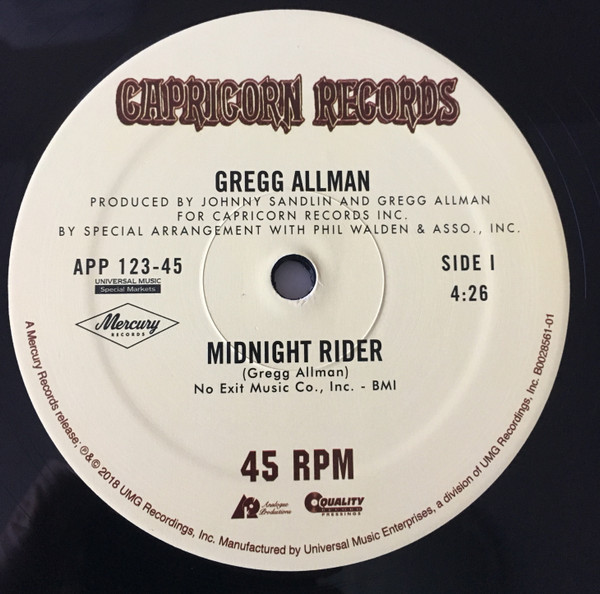 CAPRICORN RECORDS
GREGG ALLMAN
PRODUCED BY JOHNNY SANDLIN AND GREGG ALLMAN
FOR CAPRICORN RECORDS INC.
BY SPECIAL ARRANGEMENT WITH PHIL WALDEN & ASSO., INC.
APP 123-45
UNIVERSAL MUSIC
Special Markets
SIDE I
4:26
Mercury
RECORDS
MIDNIGHT RIDER
(Gregg Allman)
No Exit Music Co., Inc. - BMI
45 RPM
Analogue
Productions
QUALITY
RECORD
PRESSINGS
A Mercury Records release; ℗&© 2018 UMG Recordings, Inc. Manufactured by Universal Music Enterprises, a division of UMG Recordings, Inc. B0028561-01